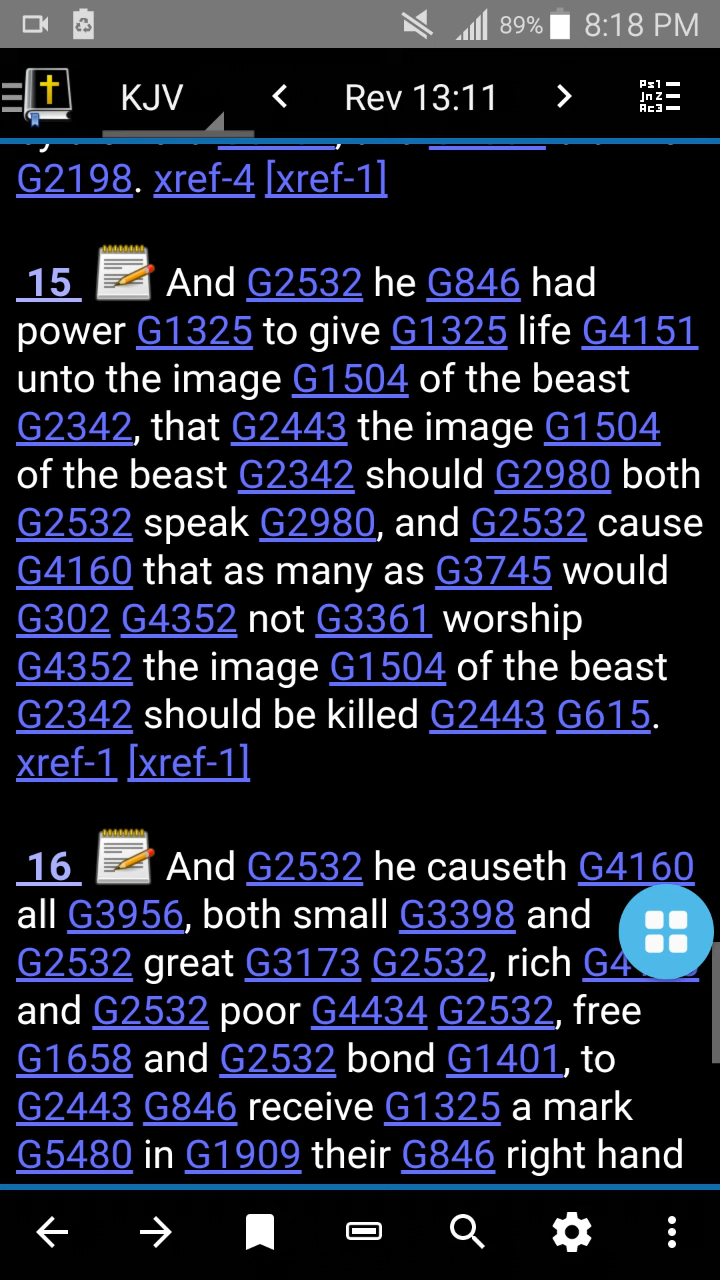 89% 8:18 PM
KJV < Rev 13:11 >
Ps1
Jn2
Ac3
G2198. xref-4 [xref-1]
15 And G2532 he G846 had
power G1325 to give G1325 life G4151
unto the image G1504 of the beast
G2342, that G2443 the image G1504
of the beast G2342 should G2980 both
G2532 speak G2980, and G2532 cause
G4160 that as many as G3745 would
G302 G4352 not G3361 worship
G4352 the image G1504 of the beast
G2342 should be killed G2443 G615.
xref-1 [xref-1]
16 And G2532 he causeth G4160
all G3956, both small G3398 and
G2532 great G3173 G2532, rich
and G2532 poor G4434 G2532, free
G1658 and G2532 bond G1401, to
G2443 G846 receive G1325 a mark
G5480 in G1909 their G846 right hand